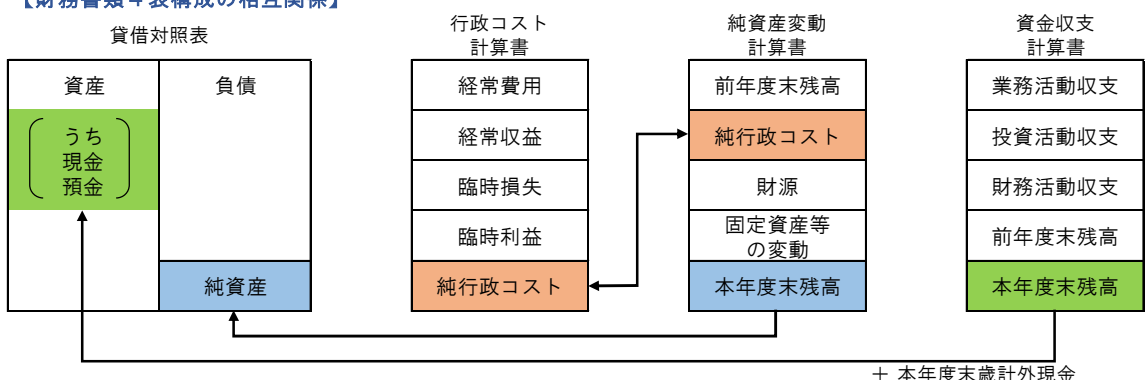 【財務書類４表構成の相互関係】
貸借対照表
資産
負債
うち
現金
預金
純資産
行政コスト
計算書
経常費用
経常収益
臨時損失
臨時利益
純行政コスト
純資産変動
計算書
前年度末残高
純行政コスト
財源
固定資産等
の変動
本年度末残高
資金収支
計算書
業務活動収支
投資活動収支
財務活動収支
前年度末残高
本年度末残高
＋ 本年度末歳計外現金